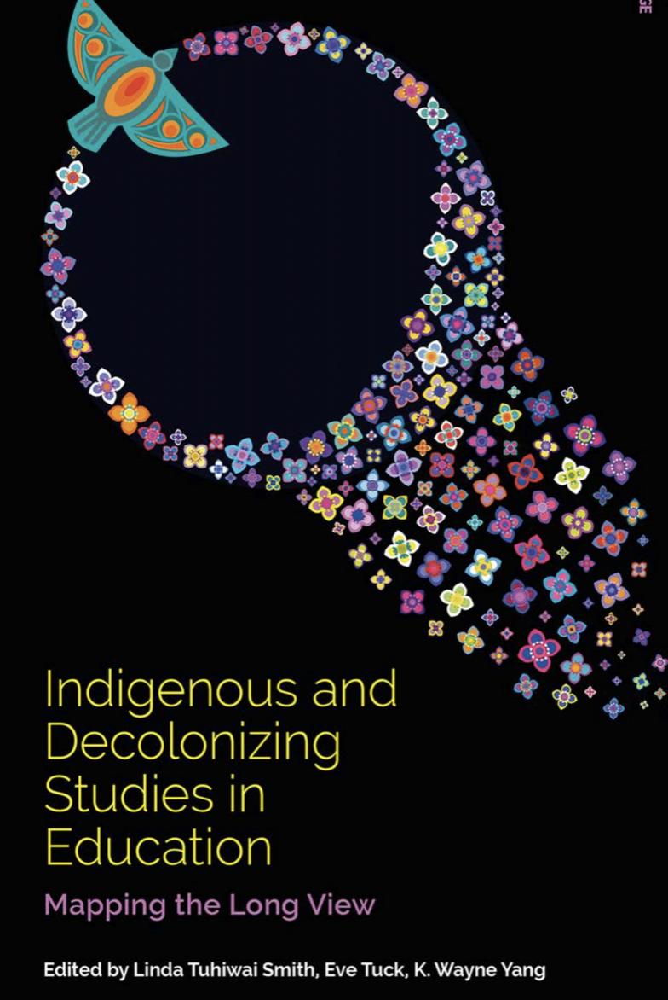 Indigenous and
Decolonizing
Studies in
Education
Mapping the Long View
Edited by Linda Tuhiwai Smith, Eve Tuck, K. Wayne Yang